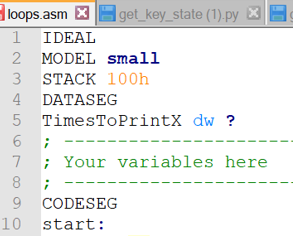 loops.asm get_key_state (1).py
1 IDEAL
2 MODEL small
3 STACK 100h
4 DATASEG
5 TimesToPrintX dw ?
6 ; ---------------------
7 ; Your variables here
8 ; ---------------------
9 CODESEG
10 start: